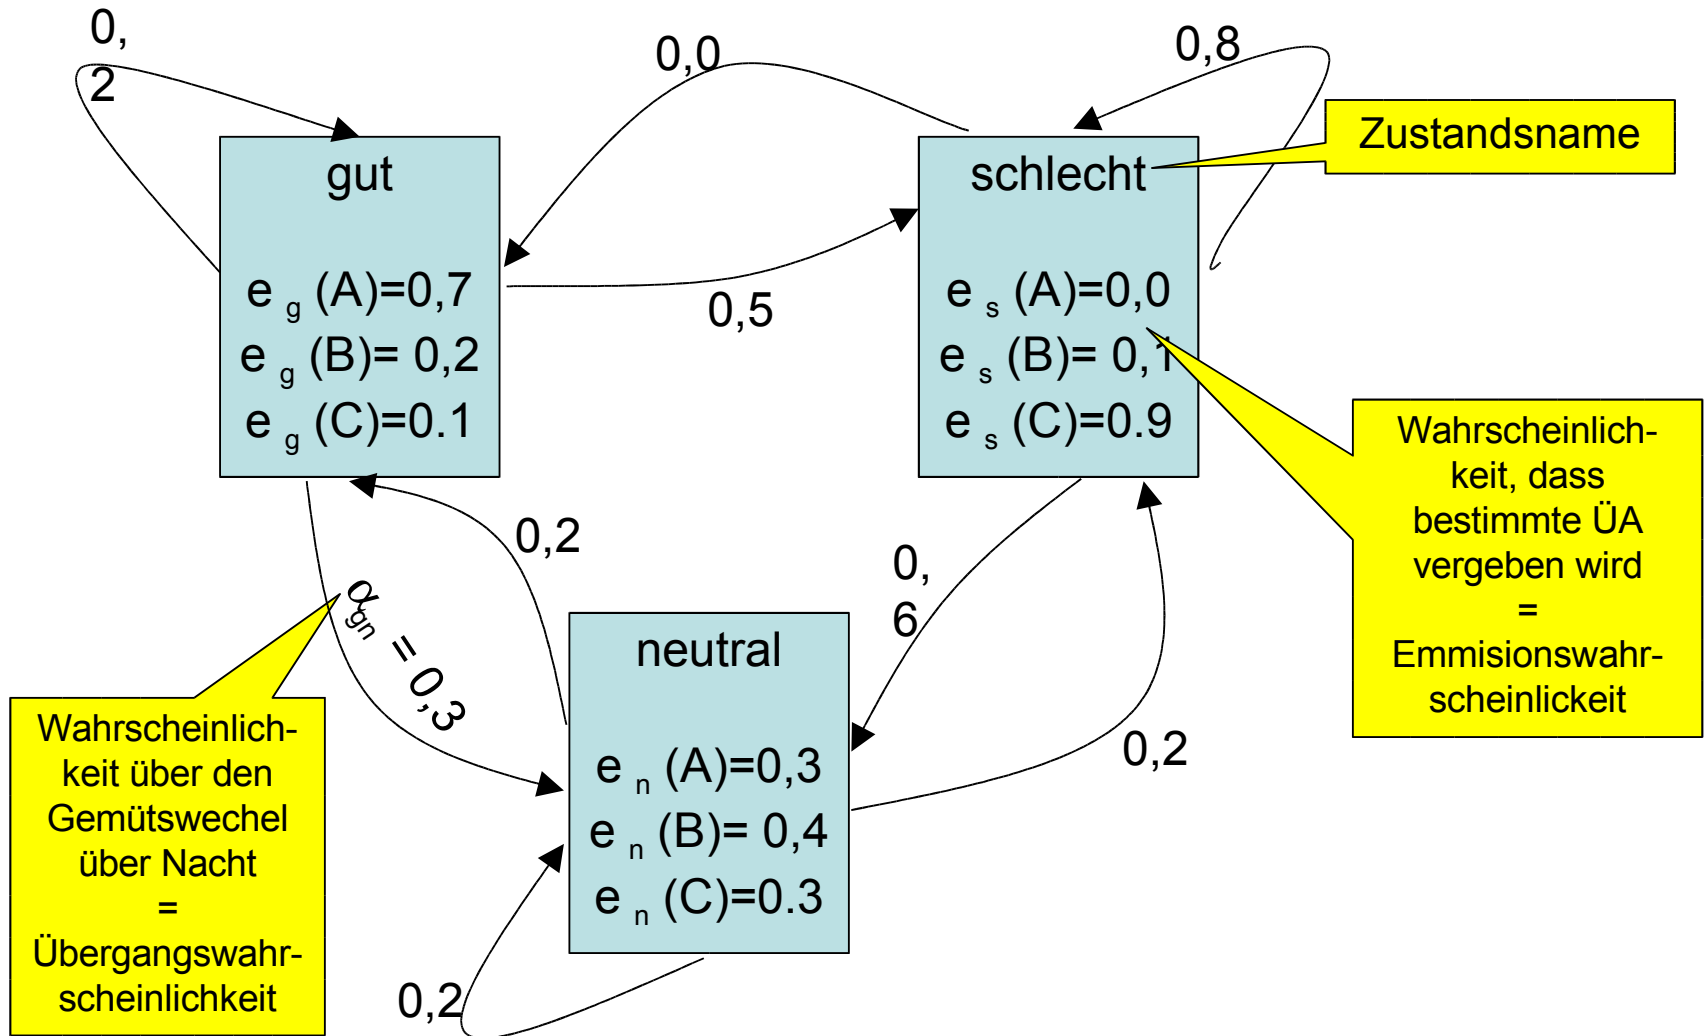 0,
2
0,0
0,8
Zustandsname
gut
e g (A)=0,7
e g (B)= 0,2
e g (C)=0.1
schlecht
e s (A)=0,0
e s (B)= 0,1
e s (C)=0.9
0,5
Wahrscheinlich-
keit, dass
bestimmte ÜA
vergeben wird
=
Emmisionswahr-
scheinlickeit
0,2
0,
6
αgn = 0,3
neutral
e n (A)=0,3
e n (B)= 0,4
e n (C)=0.3
0,2
Wahrscheinlich-
keit über den
Gemütswechel
über Nacht
=
Übergangswahr-
scheinlichkeit
0,2